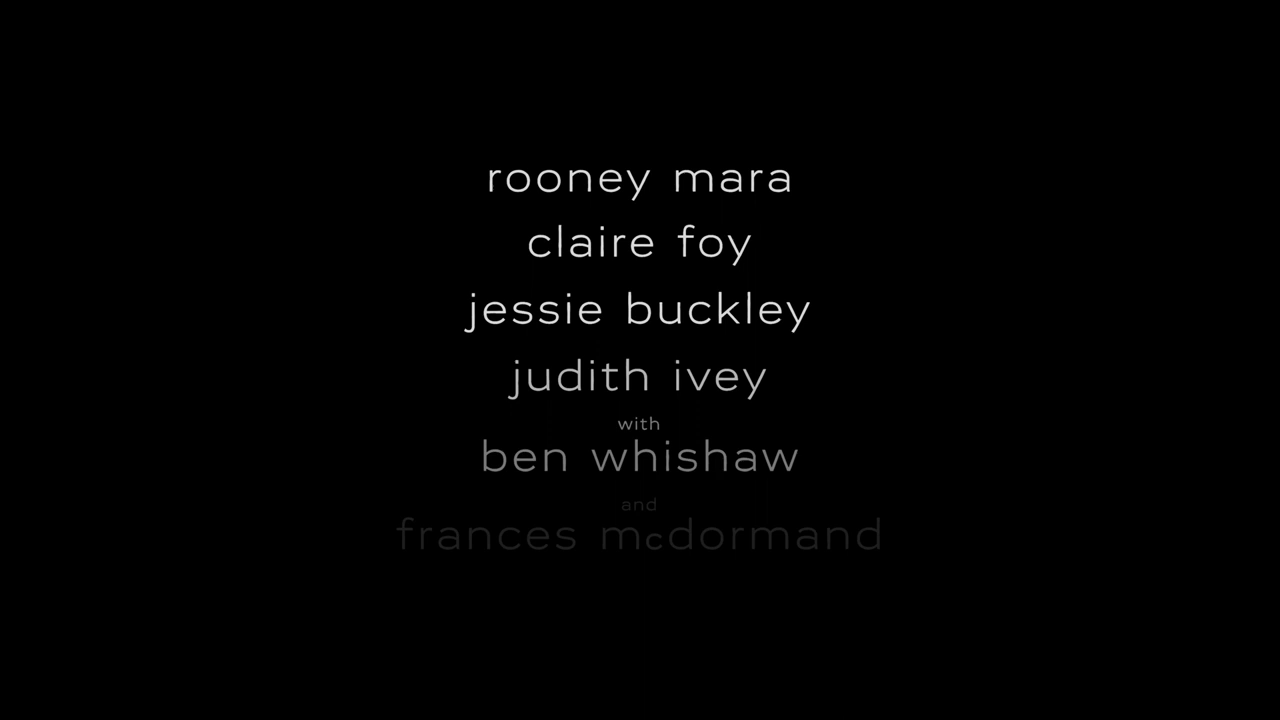 rooney mara
claire foy
jessie buckley
judith ivey
with
ben whishaw
and
frances mcdormand